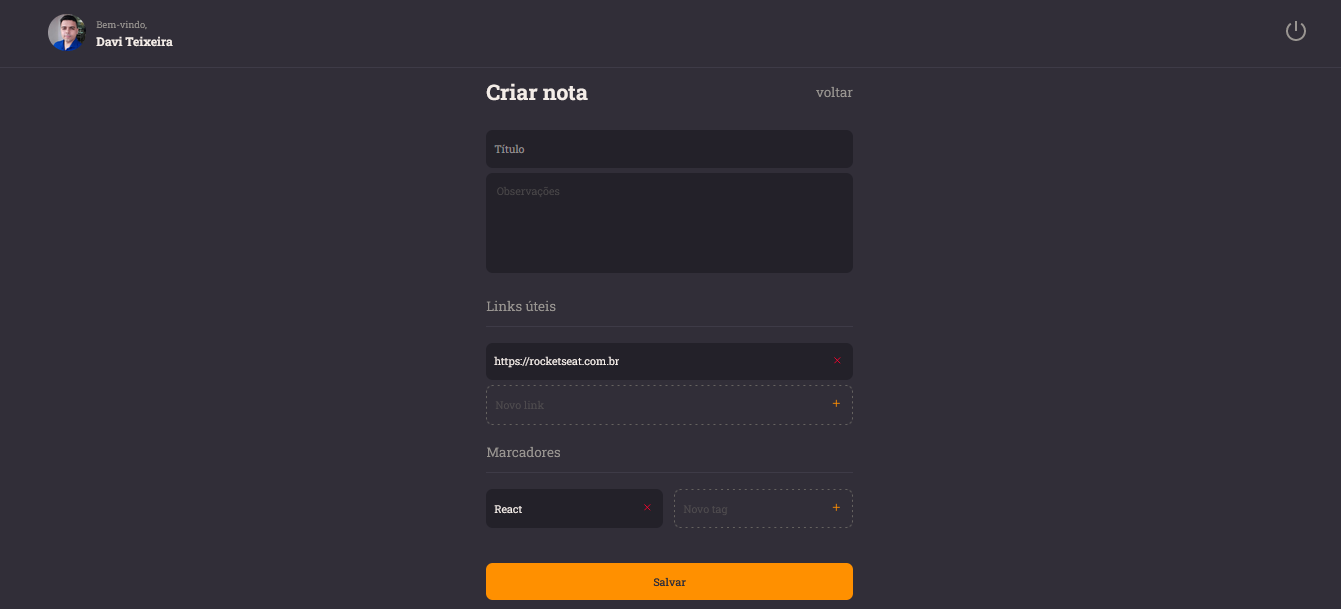 Bem-vindo,
Davi Teixeira
Criar nota
voltar
Título
Observações
Links úteis
https://rocketseat.com.br
Novo link
Marcadores
React
Novo tag
Salvar